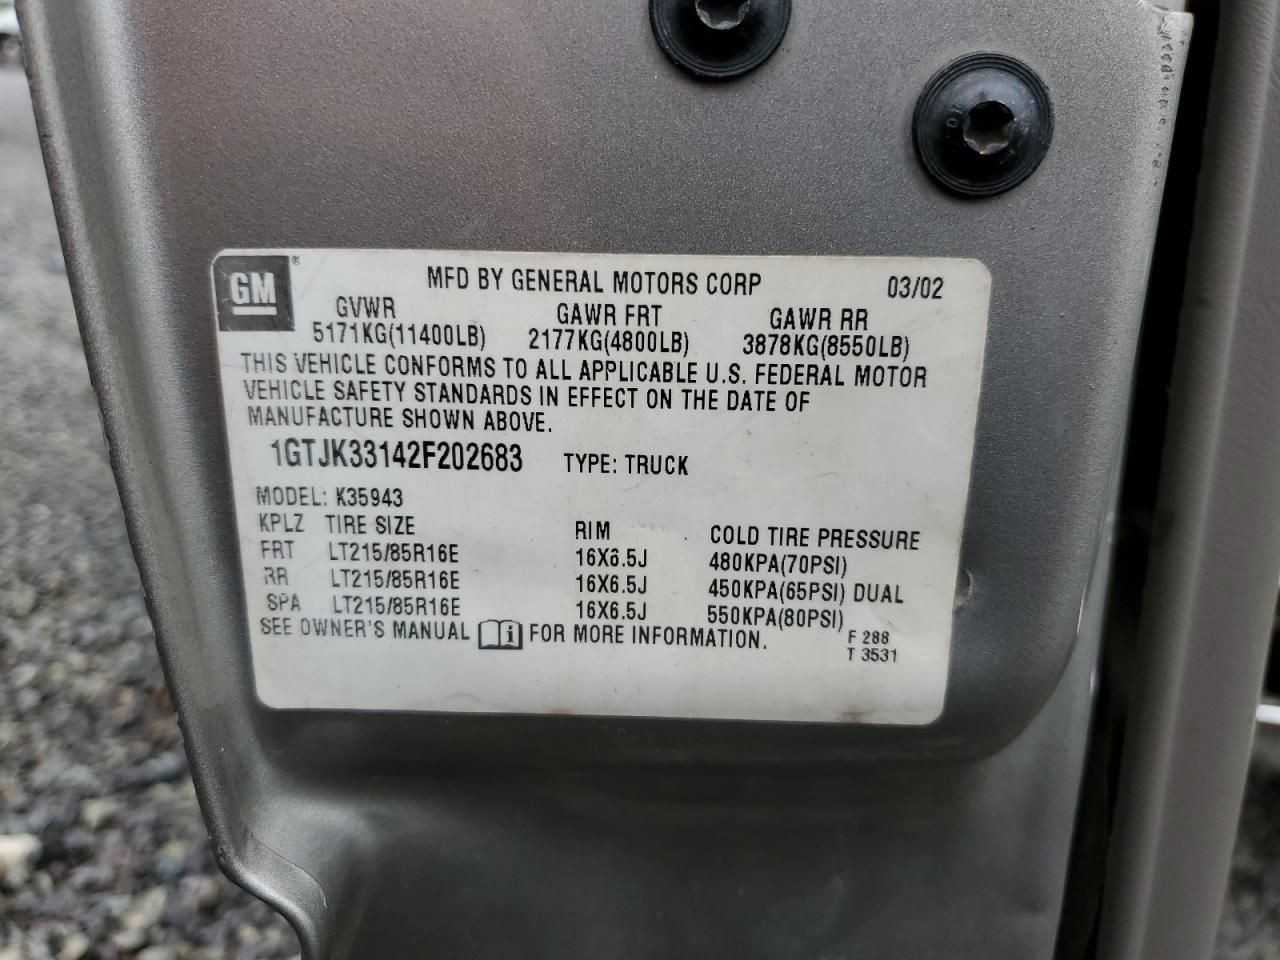 GM ® MFD BY GENERAL MOTORS CORP 03/02
GVWR GAWR FRT GAWR RR
5171KG(11400LB) 2177KG(4800LB) 3878KG(8550LB)
THIS VEHICLE CONFORMS TO ALL APPLICABLE U.S. FEDERAL MOTOR
VEHICLE SAFETY STANDARDS IN EFFECT ON THE DATE OF
MANUFACTURE SHOWN ABOVE.
1GTJK33142F202683 TYPE: TRUCK
MODEL: K35943
KPLZ TIRE SIZE RIM COLD TIRE PRESSURE
FRT LT215/85R16E 16X6.5J 480KPA(70PSI)
RR LT215/85R16E 16X6.5J 450KPA(65PSI) DUAL
SPA LT215/85R16E 16X6.5J 550KPA(80PSI)
SEE OWNER'S MANUAL i FOR MORE INFORMATION.
F 288
T 3531